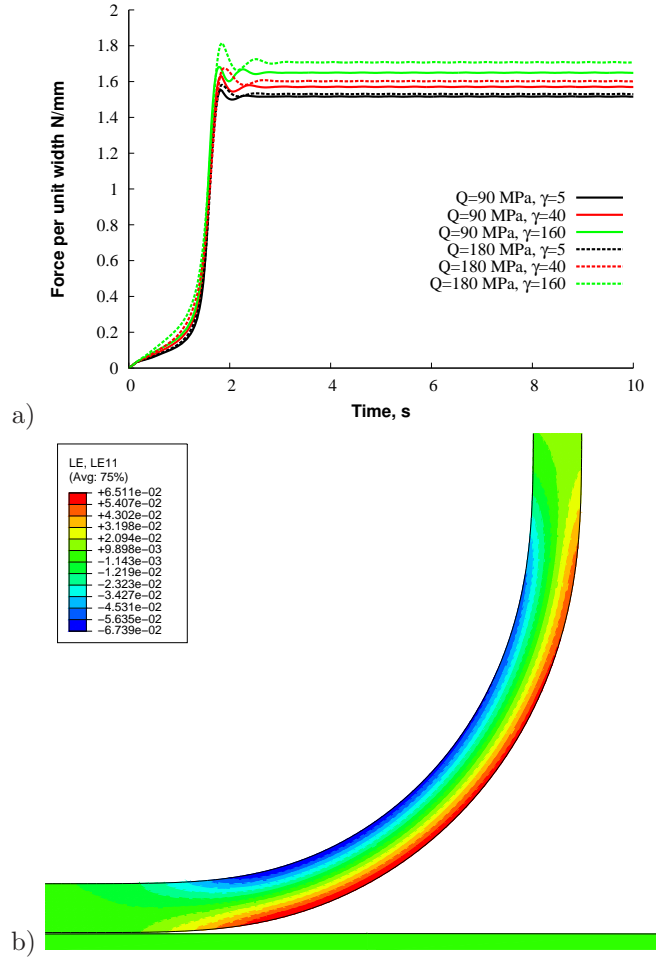 2
1.8
1.6
1.4
1.2
1
0.8
0.6
0.4
0.2
0
Force per unit width N/mm
Q=90 MPa, γ=5
Q=90 MPa, γ=40
Q=90 MPa, γ=160
Q=180 MPa, γ=5
Q=180 MPa, γ=40
Q=180 MPa, γ=160
0 2 4 6 8 10
Time, s
a)
LE, LE11
(Avg: 75%)
+6.511e−02
+5.407e−02
+4.302e−02
+3.198e−02
+2.094e−02
+9.898e−03
−1.143e−03
−1.219e−02
−2.323e−02
−3.427e−02
−4.531e−02
−5.635e−02
−6.739e−02
b)